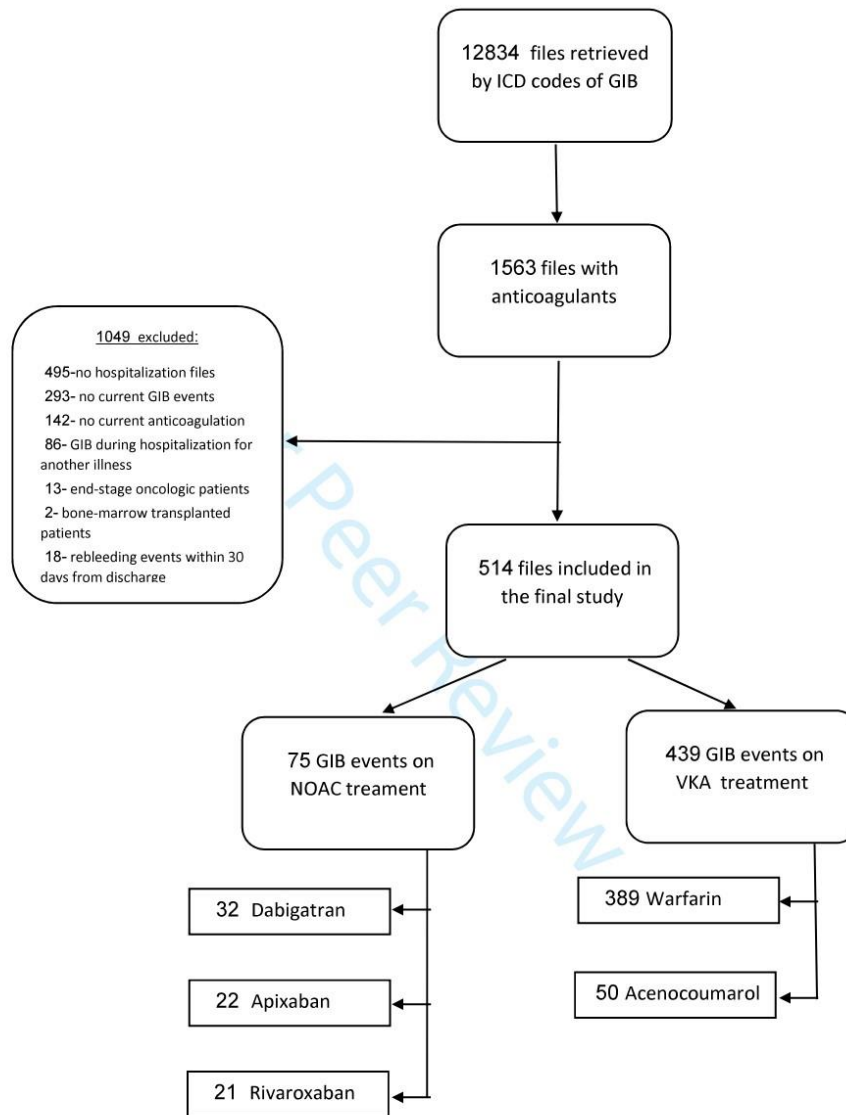 12834 files retrieved
by ICD codes of GIB
1563 files with
anticoagulants
1049 excluded:
495-no hospitalization files
293- no current GIB events
142- no current anticoagulation
86- GIB during hospitalization for
another illness
13- end-stage oncologic patients
2- bone-marrow transplanted
patients
18- rebleeding events within 30
days from discharge
514 files included in
the final study
75 GIB events on
NOAC treament
439 GIB events on
VKA treatment
32 Dabigatran
22 Apixaban
21 Rivaroxaban
389 Warfarin
50 Acenocoumarol
r Peer Review